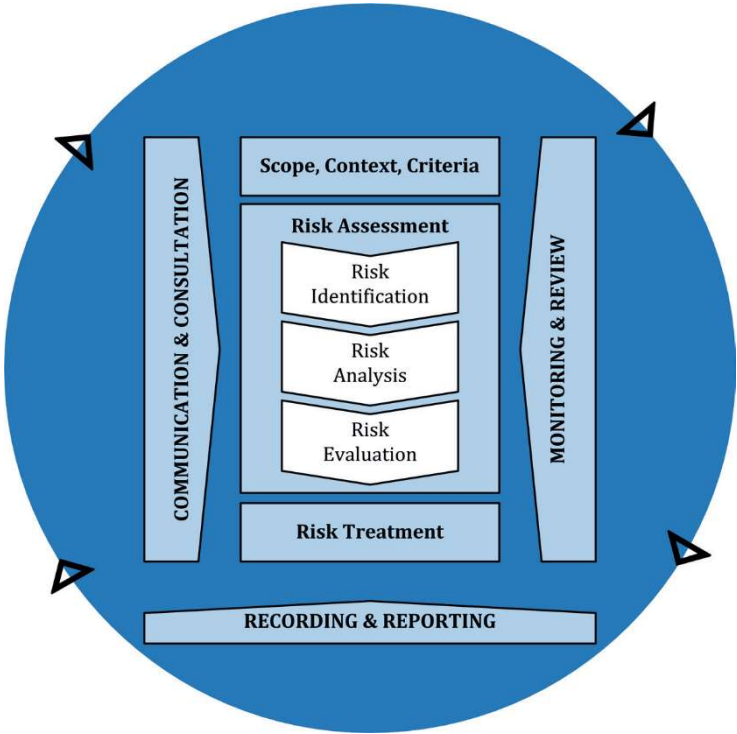 Scope, Context, Criteria
Risk Assessment
Risk
Identification
Risk
Analysis
Risk
Evaluation
Risk Treatment
COMMUNICATION & CONSULTATION
MONITORING & REVIEW
RECORDING & REPORTING